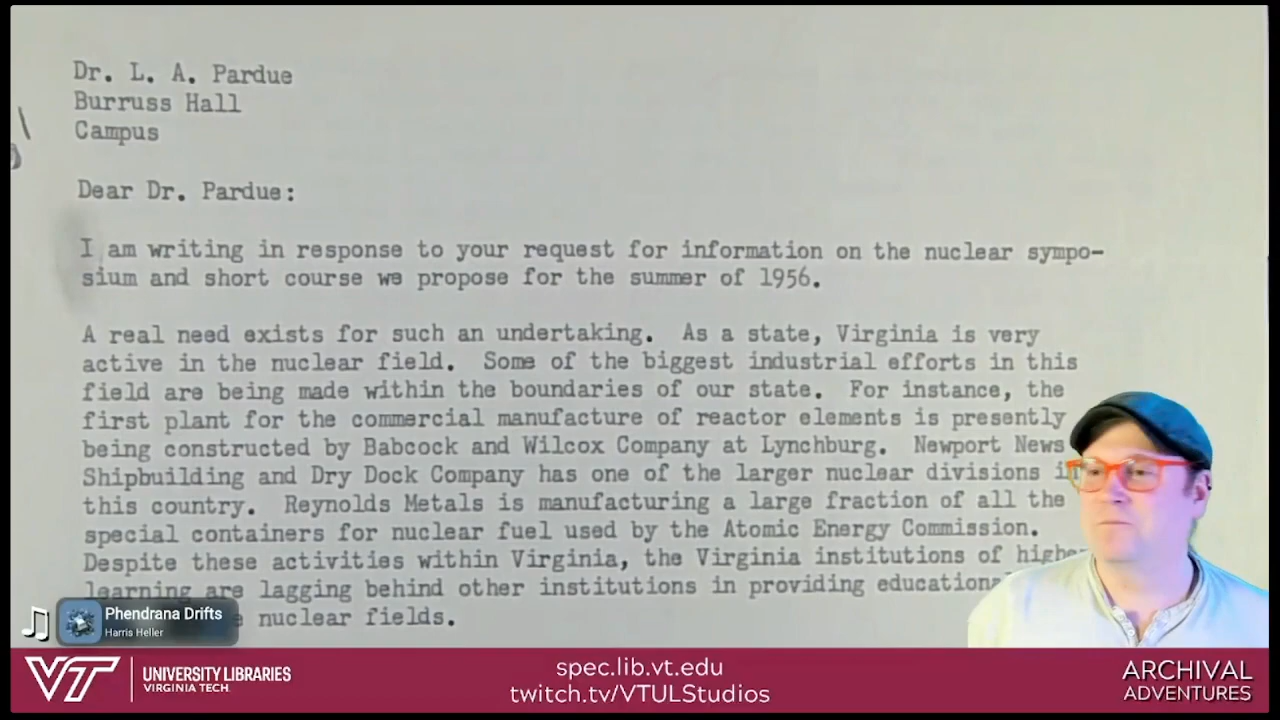 Dr. L. A. Pardue
Burruss Hall
Campus
Dear Dr. Pardue:
I am writing in response to your request for information on the nuclear sympo-
sium and short course we propose for the summer of 1956.
A real need exists for such an undertaking. As a state, Virginia is very
active in the nuclear field. Some of the biggest industrial efforts in this
field are being made within the boundaries of our state. For instance, the
first plant for the commercial manufacture of reactor elements is presently
being constructed by Babcock and Wilcox Company at Lynchburg. Newport News
Shipbuilding and Dry Dock Company has one of the larger nuclear divisions in
this country. Reynolds Metals is manufacturing a large fraction of all the
special containers for nuclear fuel used by the Atomic Energy Commission.
Despite these activities within Virginia, the Virginia institutions of higher
learning are lagging behind other institutions in providing educationa
nuclear fields.
Phendrana Drifts
Harris Heller
VT UNIVERSITY LIBRARIES
VIRGINIA TECH.
spec.lib.vt.edu
twitch.tv/VTULStudios
ARCHIVAL
ADVENTURES